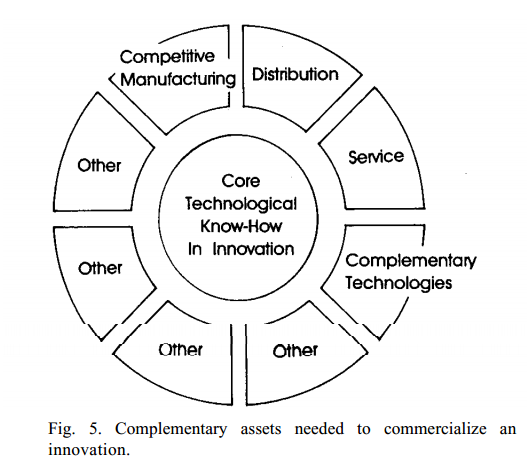 Competitive
Manufacturing
Distribution
Other
Service
Core
Technological
Know-How
In Innovation
Other
Complementary
Technologies
Other
Other
Fig. 5. Complementary assets needed to commercialize an
innovation.